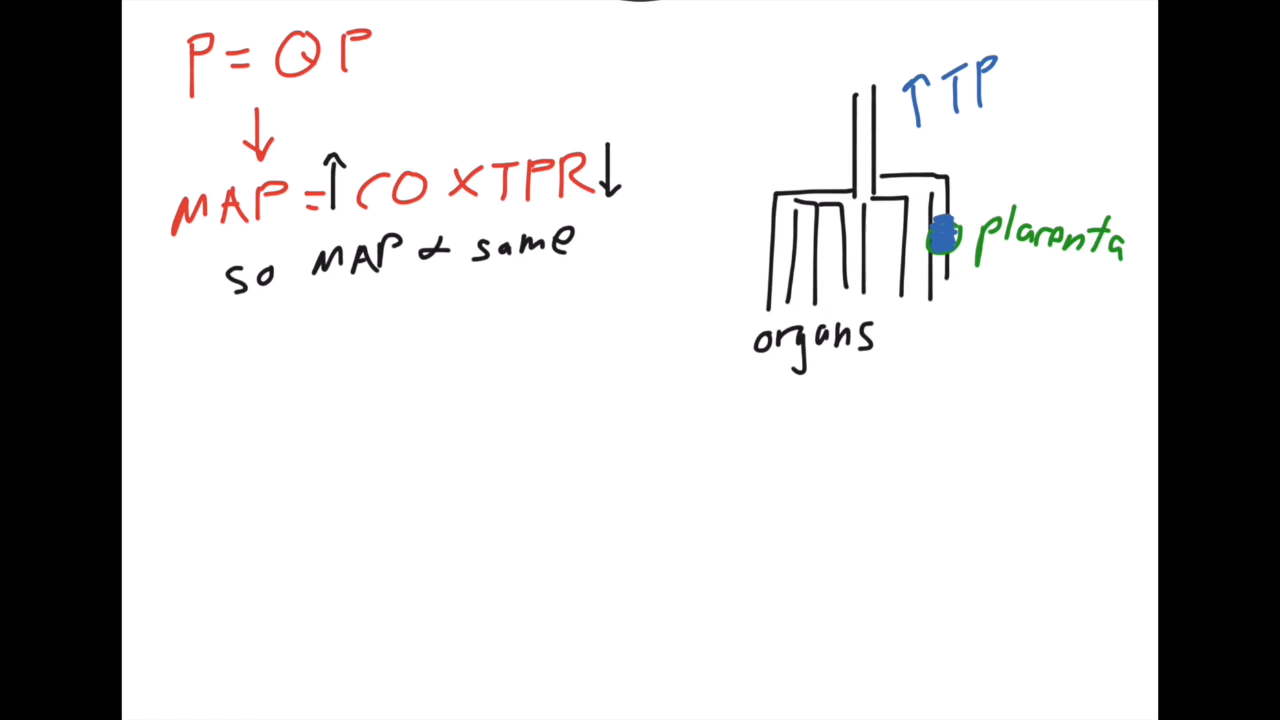 P = QP
↓
MAP = ↑ CO X TPR ↓
so MAP ∝ same
↑ TP
placenta
organs